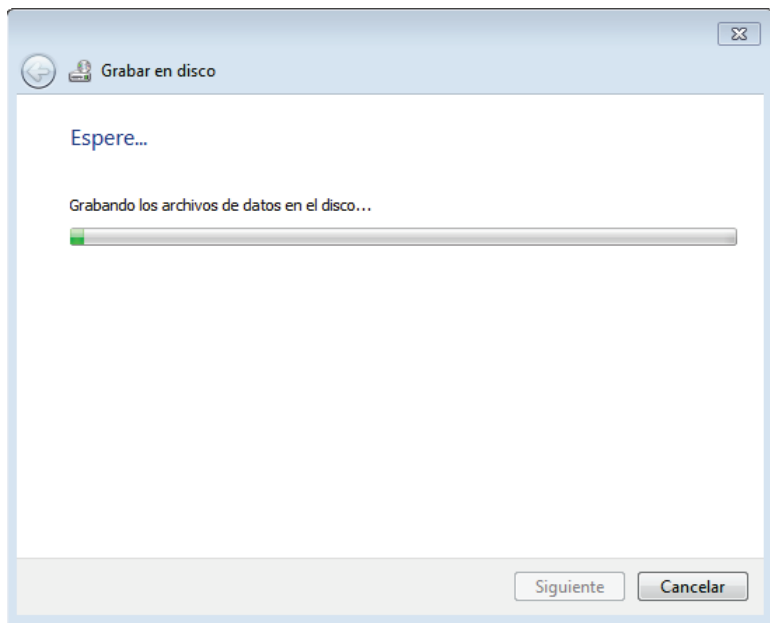 Grabar en disco
Espere...
Grabando los archivos de datos en el disco...
Siguiente Cancelar